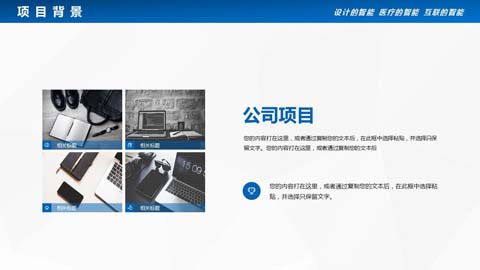 项目背景
设计的智能 医疗的智能 互联的智能
相关标题
相关标题
相关标题
相关标题
公司项目
您的内容打在这里，或者通过复制您的文本后，在此框中选择粘贴，并选择只保
留文字。您的内容打在这里，或者通过复制您的文本后
您的内容打在这里，或者通过复制您的文本后，在此框中选择粘
贴，并选择只保留文字。